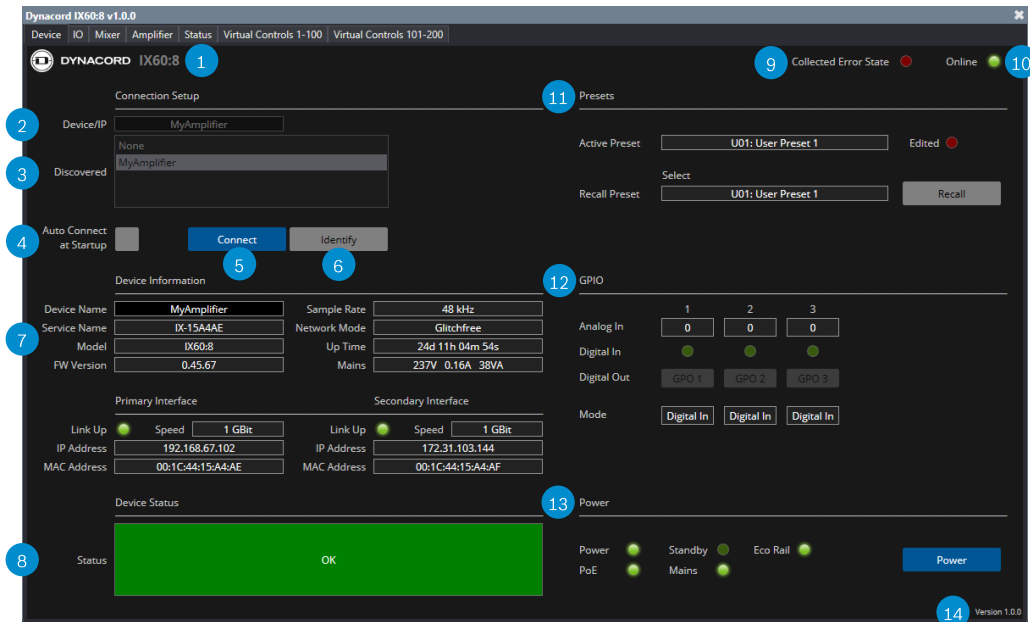 Dynacord IX60:8 v1.0.0
Device IO Mixer Amplifier Status Virtual Controls 1-100 Virtual Controls 101-200
DYNACORD IX60:8 1
9 Collected Error State Online 10
Connection Setup
2 Device/IP MyAmplifier
None
MyAmplifier
3 Discovered
4 Auto Connect
at Startup
Connect Identify
5 6
Device Information
Device Name MyAmplifier Sample Rate 48 kHz
Service Name IX-15A4AE Network Mode Glitchfree
7
Model IX60:8 Up Time 24d 11h 04m 54s
FW Version 0.45.67 Mains 237V 0.16A 38VA
Primary Interface Secondary Interface
Link Up Speed 1 GBit Link Up Speed 1 GBit
IP Address 192.168.67.102 IP Address 172.31.103.144
MAC Address 00:1C:44:15:A4:AE MAC Address 00:1C:44:15:A4:AF
Device Status
8 Status OK
11 Presets
Active Preset U01: User Preset 1 Edited
Select
Recall Preset U01: User Preset 1 Recall
12 GPIO
1 2 3
Analog In 0 0 0
Digital In
Digital Out GPO 1 GPO 2 GPO 3
Mode Digital In Digital In Digital In
13 Power
Power Standby Eco Rail
PoE Mains
Power
14 Version 1.0.0